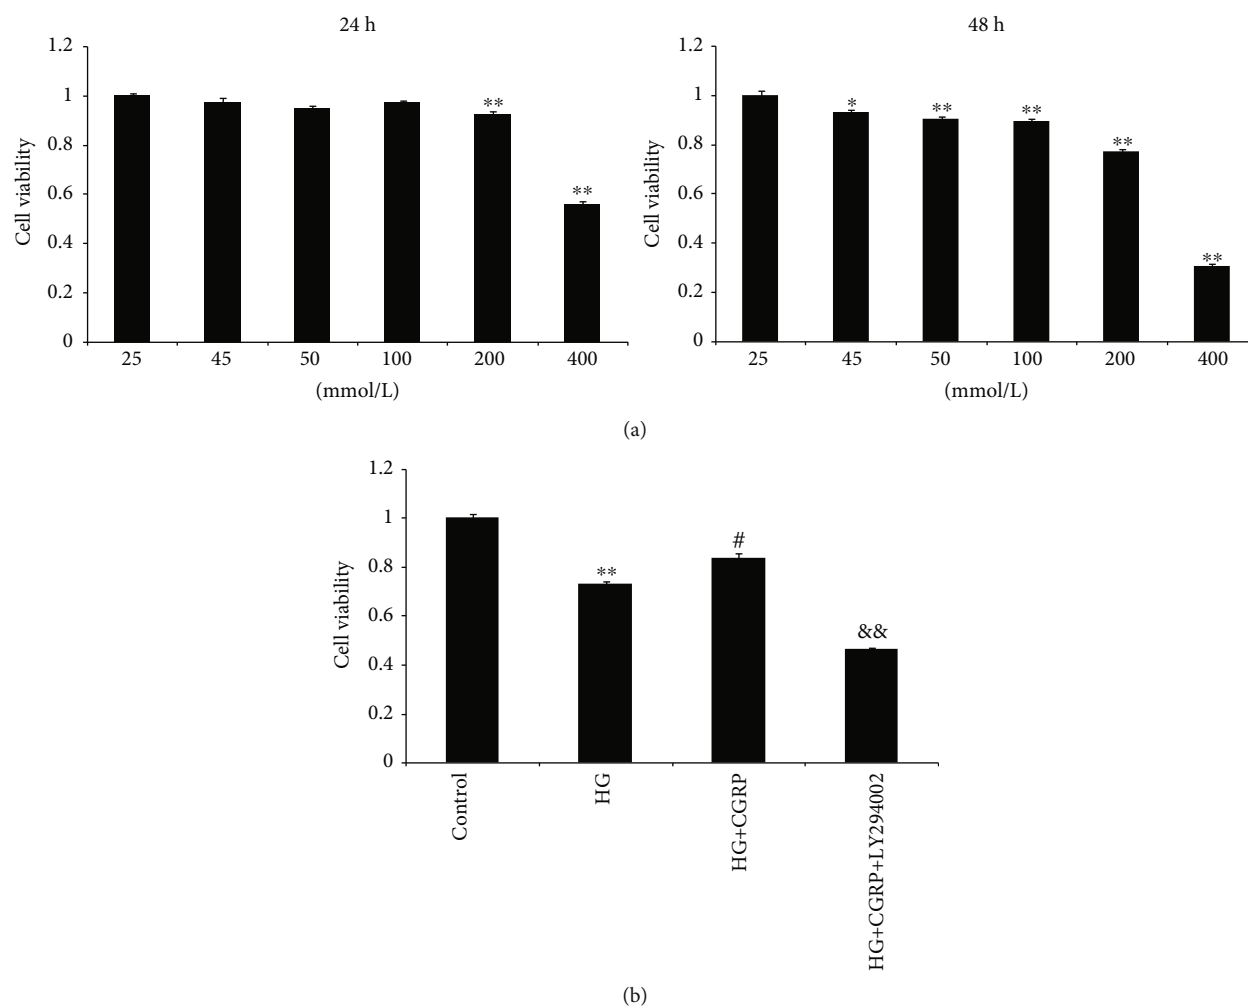 24 h
1.2
1
0.8
0.6
0.4
0.2
0
Cell viability
** **
25 45 50 100 200 400
(mmol/L)
48 h
1.2
1
0.8
0.6
0.4
0.2
0
Cell viability
* ** ** ** **
25 45 50 100 200 400
(mmol/L)
(a)
1.2
1
0.8
0.6
0.4
0.2
0
Cell viability
** # &&
Control
HG
HG+CGRP
HG+CGRP+LY294002
(b)